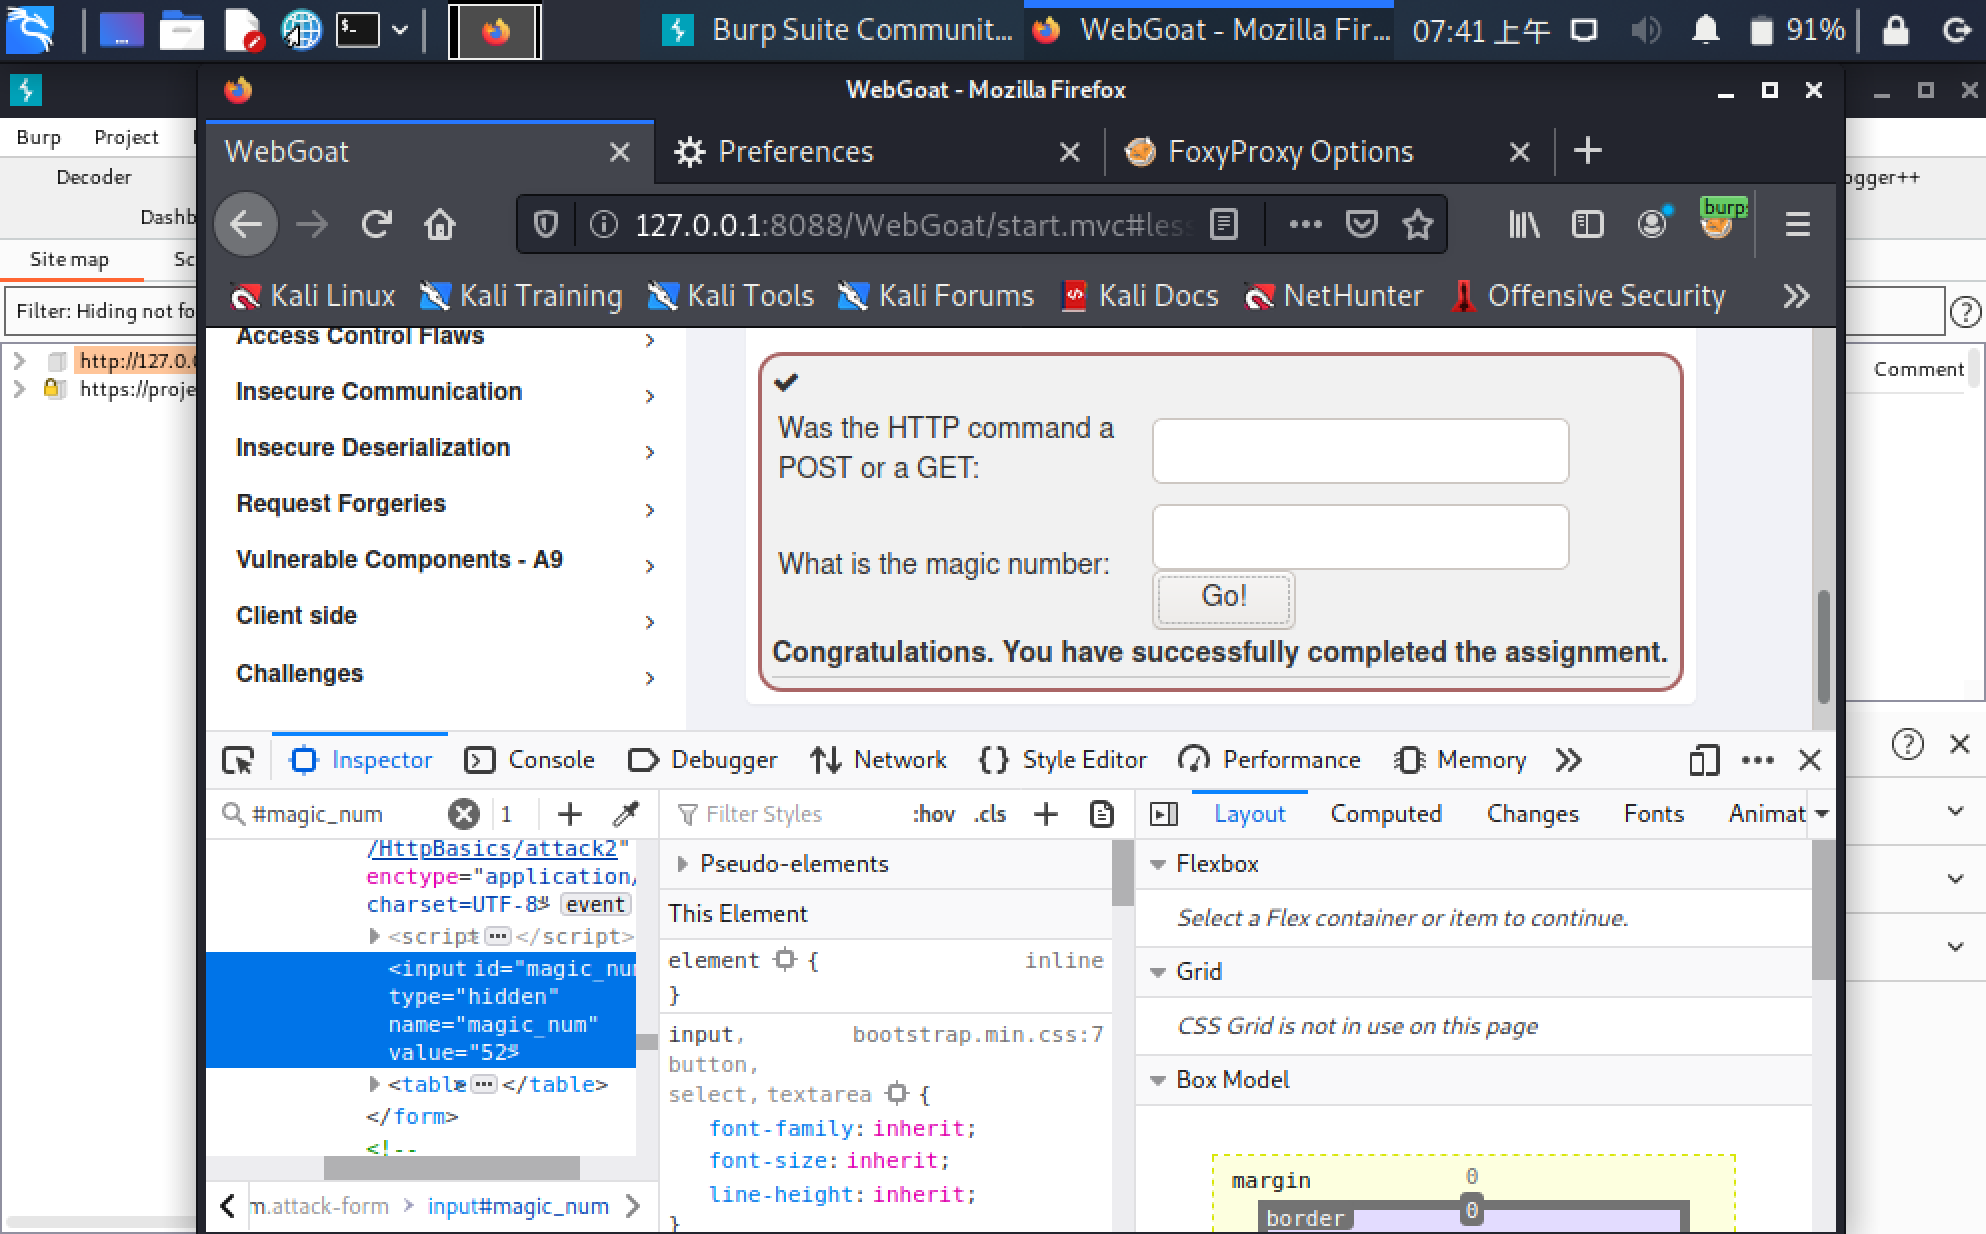 Burp Suite Communit...
WebGoat - Mozilla Fir...
07:41 上午
91%
WebGoat - Mozilla Firefox
Burp Project
Decoder
Dashb
Site map Sc
Filter: Hiding not fo
http://127.0.
https://proje
ogger++
Comment
WebGoat
Preferences
FoxyProxy Options
127.0.0.1:8088/WebGoat/start.mvc#les
burp
Kali Linux Kali Training Kali Tools Kali Forums Kali Docs NetHunter Offensive Security
Access Control Flaws
Insecure Communication
Insecure Deserialization
Request Forgeries
Vulnerable Components - A9
Client side
Challenges
Was the HTTP command a
POST or a GET:
What is the magic number:
Go!
Congratulations. You have successfully completed the assignment.
Inspector Console Debugger Network Style Editor Performance Memory
#magic_num 1
/HttpBasics/attack2"
enctype="application/
charset=UTF-8 event
<script ••• </script>
<input id="magic_nu
type="hidden"
name="magic_num"
value="52
<table ••• </table>
</form>
<!--
m.attack-form > input#magic_num
Filter Styles :hov .cls +
Pseudo-elements
This Element
element { inline
}
input, bootstrap.min.css:7
button,
select, textarea {
font-family: inherit;
font-size: inherit;
line-height: inherit;
}
Layout Computed Changes Fonts Animat
Flexbox
Select a Flex container or item to continue.
Grid
CSS Grid is not in use on this page
Box Model
margin 0
border 0